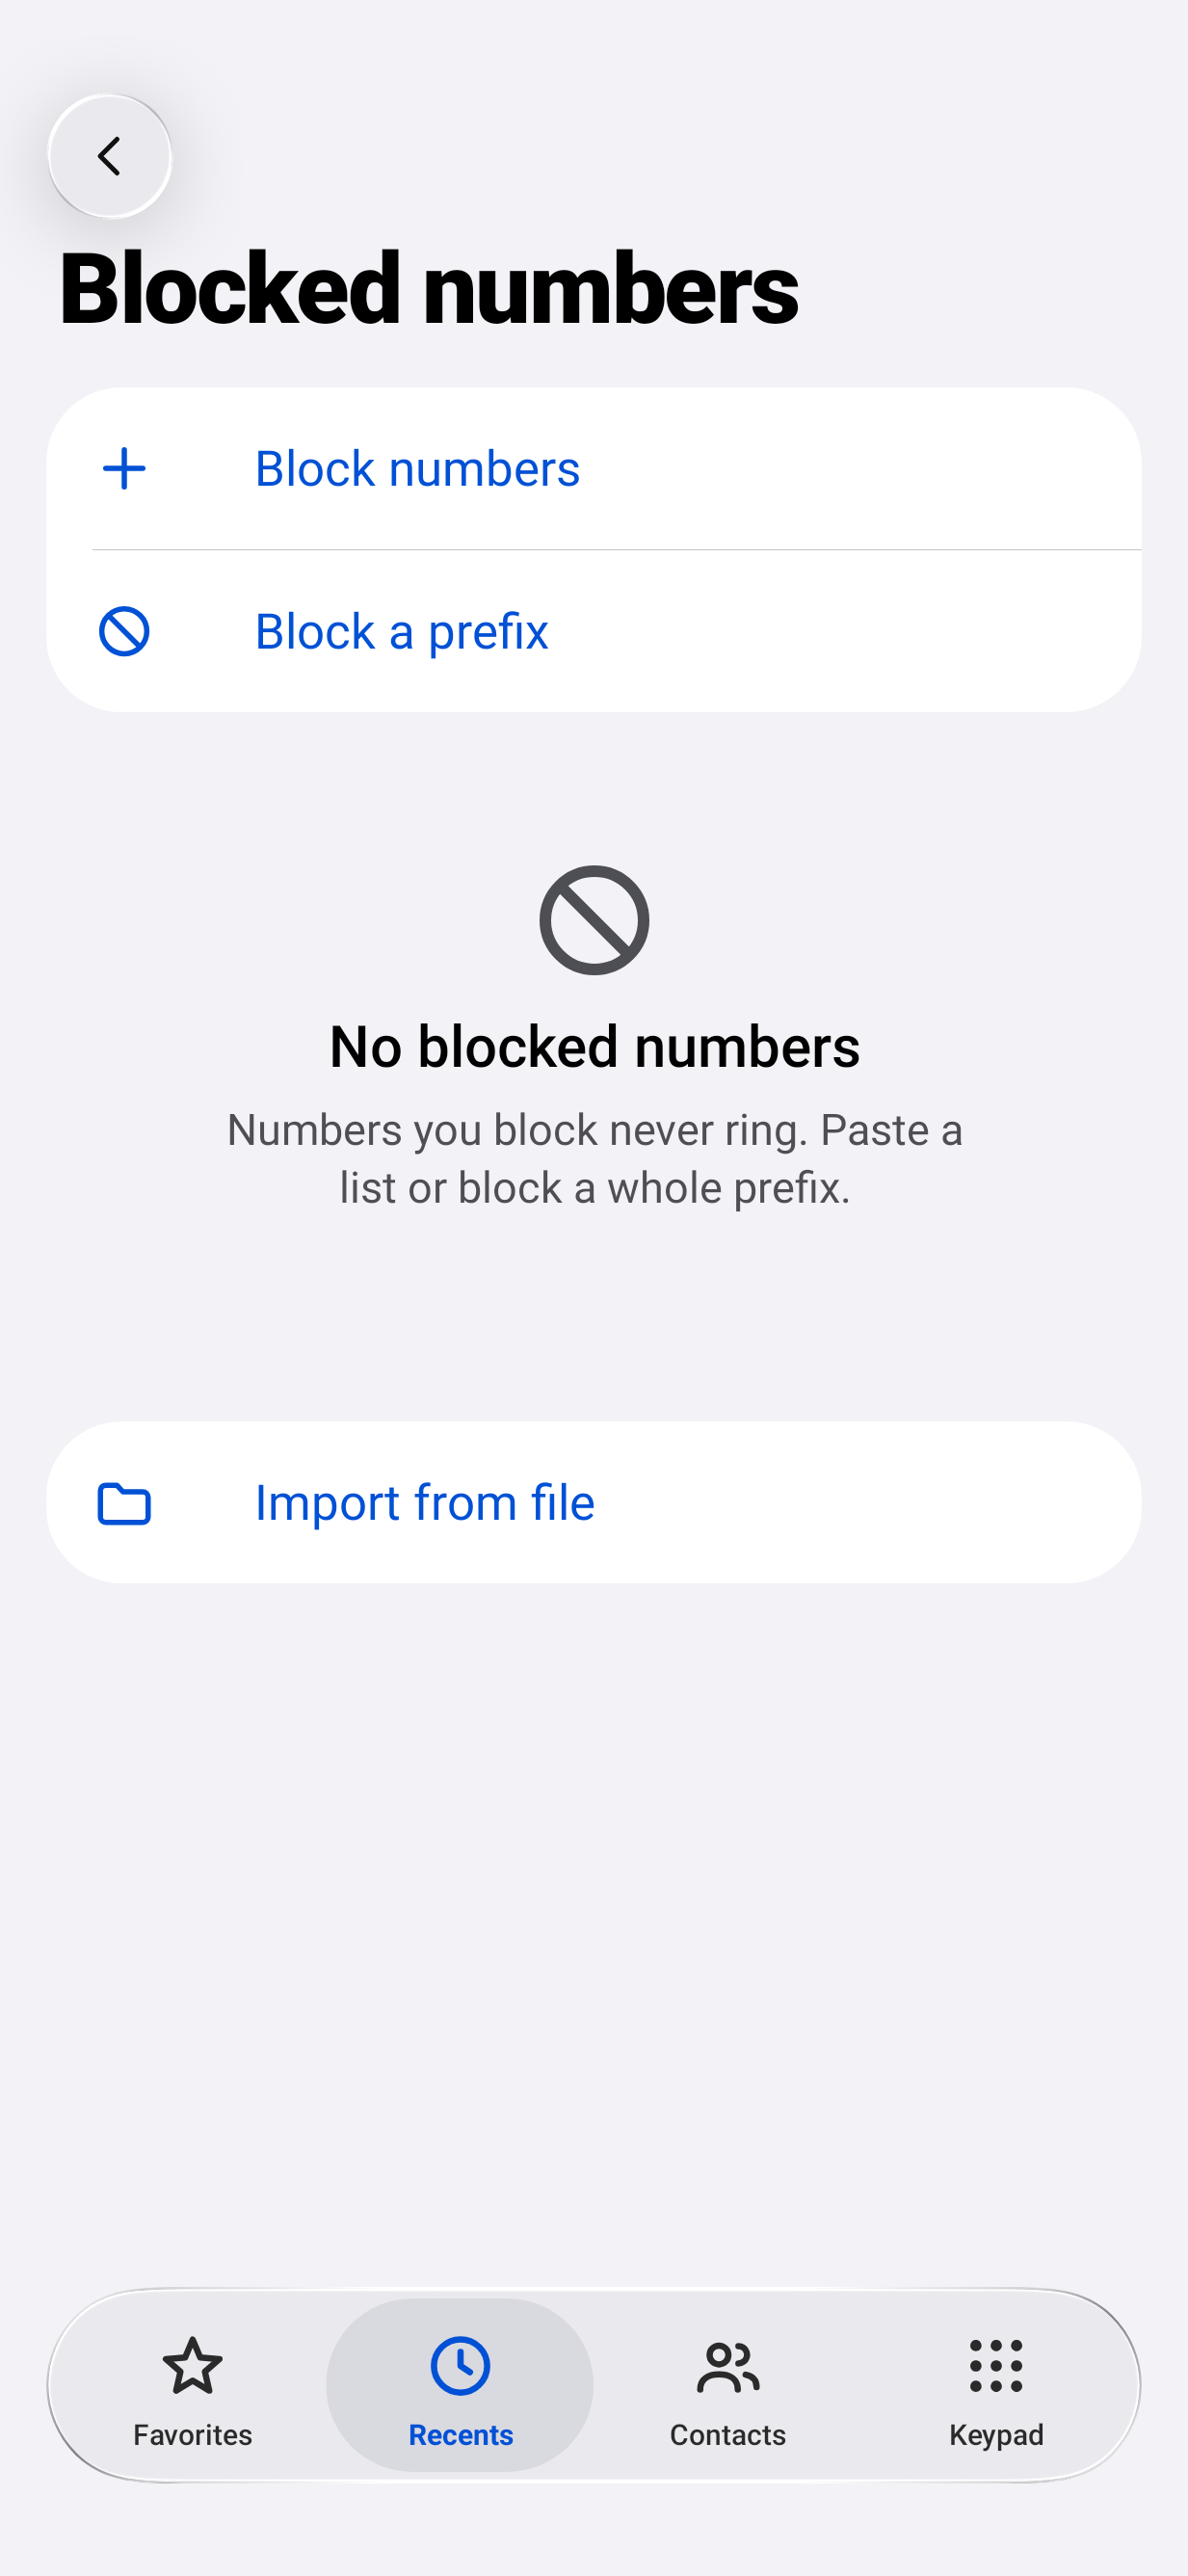 Blocked numbers
Block numbers
Block a prefix
No blocked numbers
Numbers you block never ring. Paste a
list or block a whole prefix.
Import from file
Favorites
Recents
Contacts
Keypad